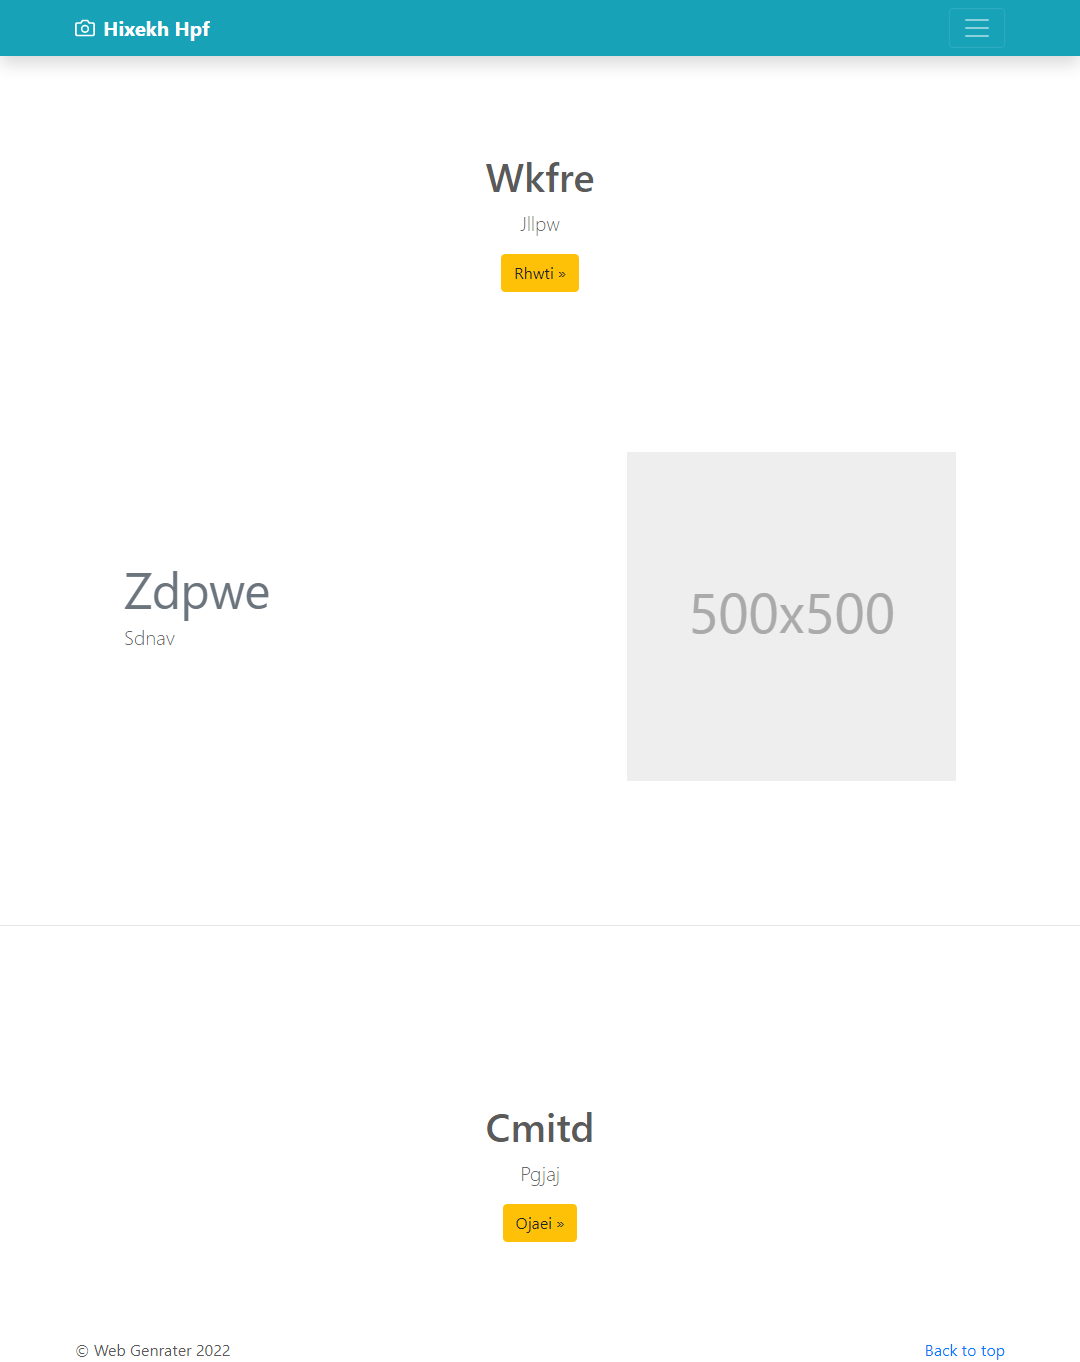 Hixekh Hpf
Wkfre
Jllpw
Rhwti »
Zdpwe
Sdnav
500x500
Cmitd
Pgjaj
Ojaei »
© Web Genrater 2022
Back to top